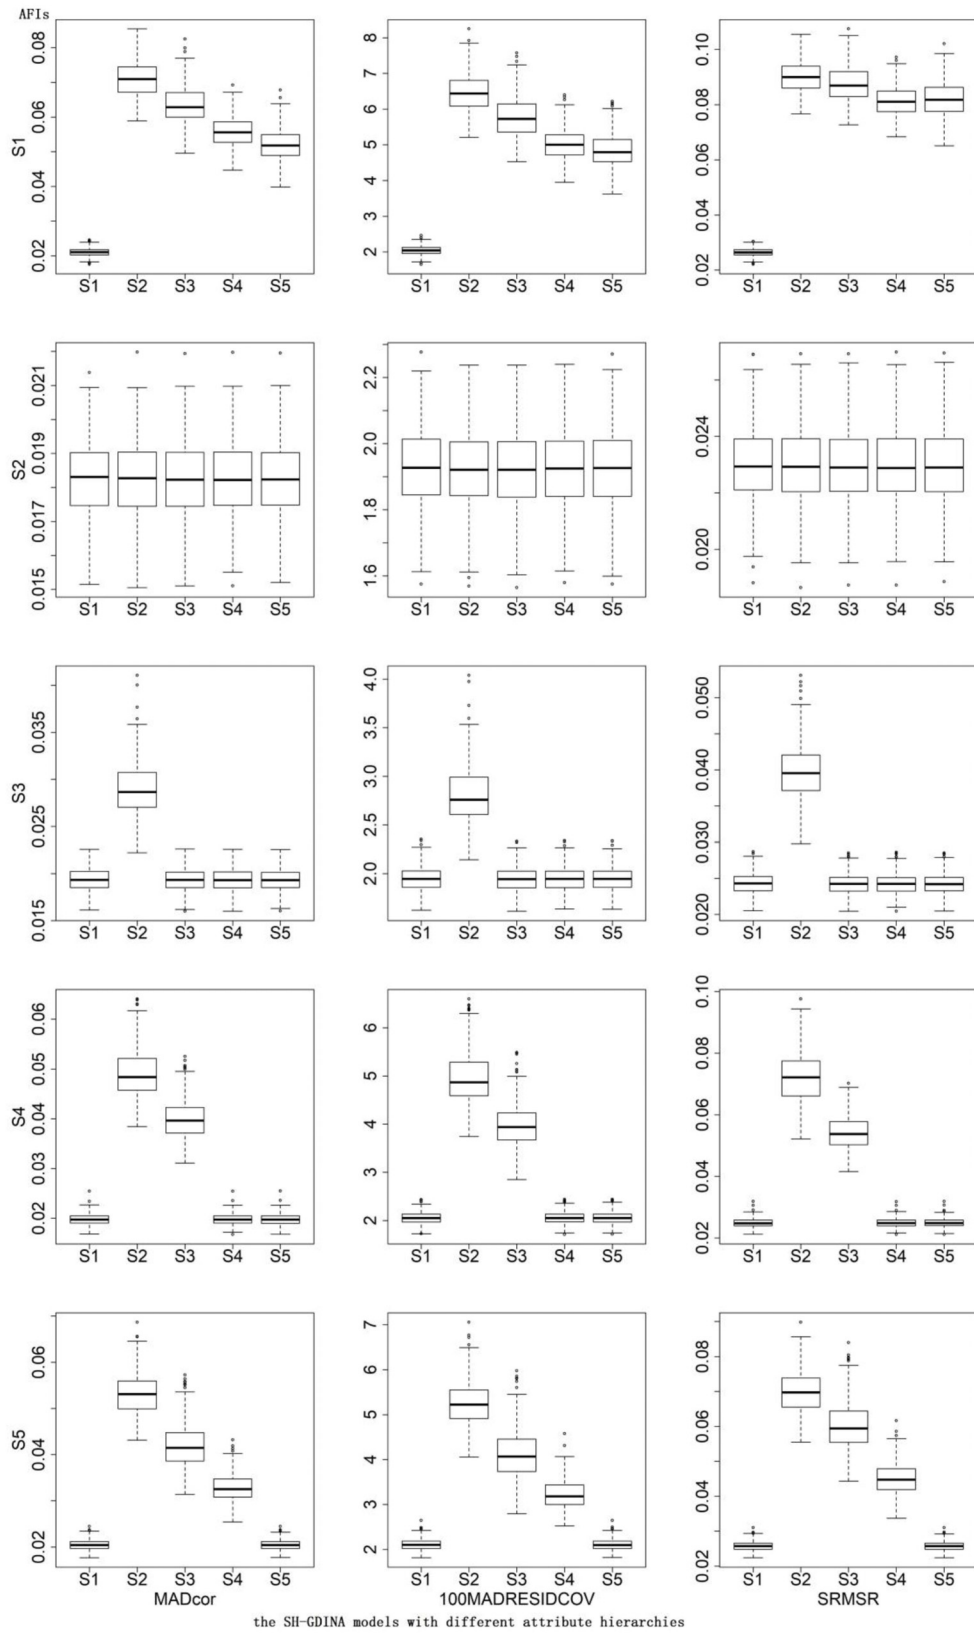 AFIs
S1
0.02 0.04 0.06 0.08
S1 S2 S3 S4 S5
2 3 4 5 6 7 8
S1 S2 S3 S4 S5
0.02 0.04 0.06 0.08 0.10
S1 S2 S3 S4 S5
S2
0.015 0.017 0.019 0.021
S1 S2 S3 S4 S5
1.6 1.8 2.0 2.2
S1 S2 S3 S4 S5
0.020 0.024
S1 S2 S3 S4 S5
S3
0.015 0.025 0.035
S1 S2 S3 S4 S5
2.0 2.5 3.0 3.5 4.0
S1 S2 S3 S4 S5
0.020 0.030 0.040 0.050
S1 S2 S3 S4 S5
S4
0.02 0.03 0.04 0.05 0.06
S1 S2 S3 S4 S5
2 3 4 5 6
S1 S2 S3 S4 S5
0.02 0.04 0.06 0.08 0.10
S1 S2 S3 S4 S5
S5
0.02 0.04 0.06
S1 S2 S3 S4 S5
MADcor
2 3 4 5 6 7
S1 S2 S3 S4 S5
100MADRESIDCOV
0.02 0.04 0.06 0.08
S1 S2 S3 S4 S5
SRMSR
the SH-GDINA models with different attribute hierarchies